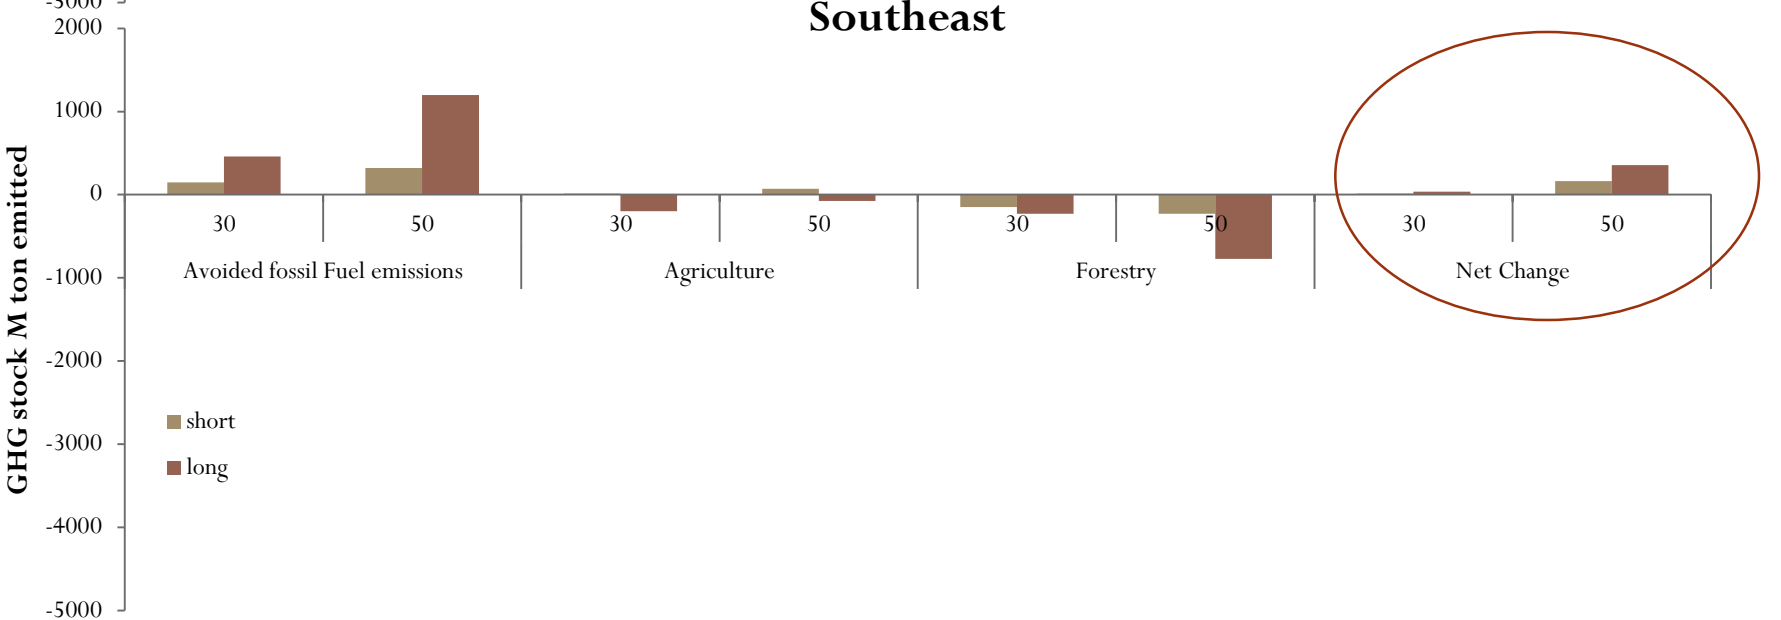 -5000
Southeast
2000
1000
0
-1000
-2000
-3000
-4000
-5000
GHG stock M ton emitted
30 50 30 50 30 50 30 50
Avoided fossil Fuel emissions Agriculture Forestry Net Change
short
long